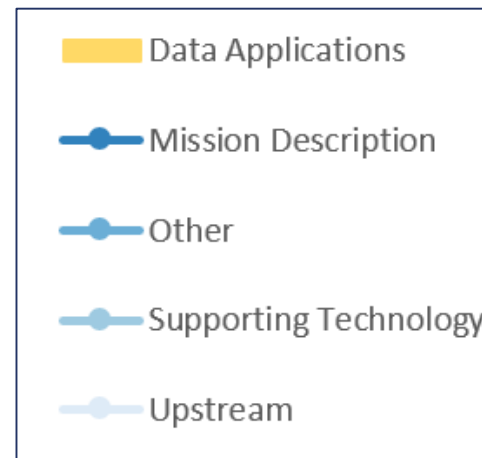 Data Applications
Mission Description
Other
Supporting Technology
Upstream